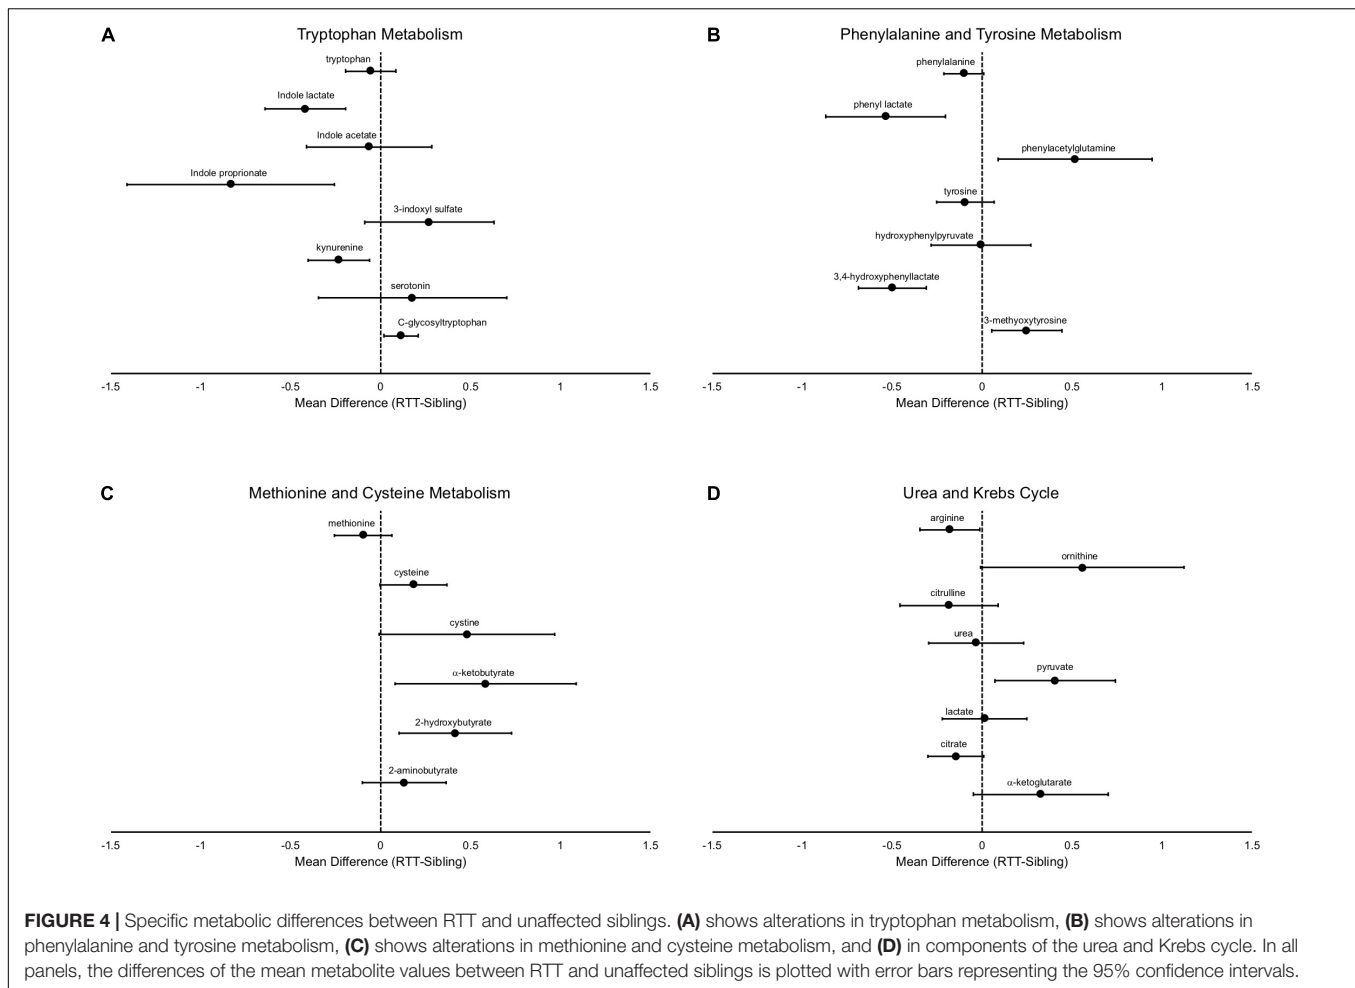 A
Tryptophan Metabolism
tryptophan
Indole lactate
Indole acetate
Indole proprionate
3-indoxyl sulfate
kynurenine
serotonin
C-glycosyltryptophan
-1.5 -1 -0.5 0 0.5 1 1.5
Mean Difference (RTT-Sibling)
B
Phenylalanine and Tyrosine Metabolism
phenylalanine
phenyl lactate
phenylacetylglutamine
tyrosine
hydroxyphenylpyruvate
3,4-hydroxyphenyllactate
3-methyoxytyrosine
-1.5 -1 -0.5 0 0.5 1 1.5
Mean Difference (RTT-Sibling)
C
Methionine and Cysteine Metabolism
methionine
cysteine
cystine
α-ketobutyrate
2-hydroxybutyrate
2-aminobutyrate
-1.5 -1 -0.5 0 0.5 1 1.5
Mean Difference (RTT-Sibling)
D
Urea and Krebs Cycle
arginine
ornithine
citrulline
urea
pyruvate
lactate
citrate
α-ketoglutarate
-1.5 -1 -0.5 0 0.5 1 1.5
Mean Difference (RTT-Sibling)
FIGURE 4 | Specific metabolic differences between RTT and unaffected siblings. (A) shows alterations in tryptophan metabolism, (B) shows alterations in
phenylalanine and tyrosine metabolism, (C) shows alterations in methionine and cysteine metabolism, and (D) in components of the urea and Krebs cycle. In all
panels, the differences of the mean metabolite values between RTT and unaffected siblings is plotted with error bars representing the 95% confidence intervals.